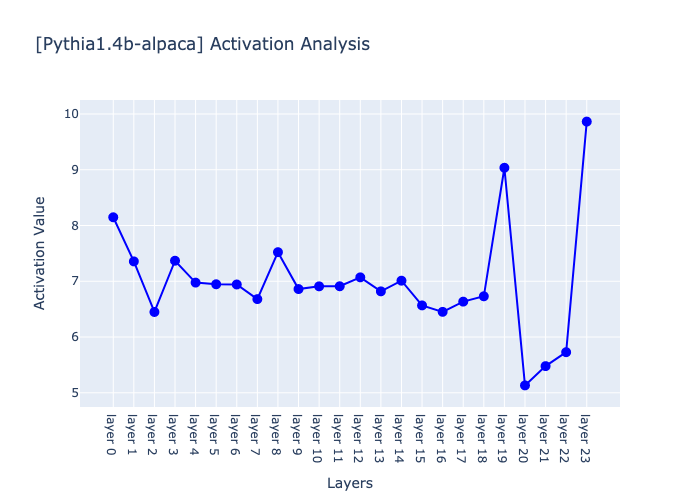 [Pythia1.4b-alpaca] Activation Analysis
10
9
8
7
6
5
Activation Value
layer 0
layer 1
layer 2
layer 3
layer 4
layer 5
layer 6
layer 7
layer 8
layer 9
layer 10
layer 11
layer 12
layer 13
layer 14
layer 15
layer 16
layer 17
layer 18
layer 19
layer 20
layer 21
layer 22
layer 23
Layers